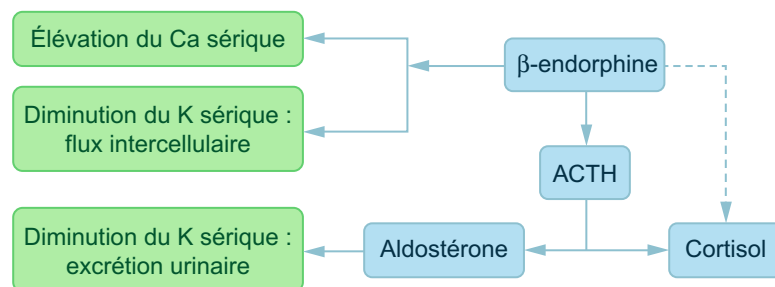 Élévation du Ca sérique
β-endorphine
Diminution du K sérique :
flux intercellulaire
ACTH
Diminution du K sérique :
excrétion urinaire
Aldostérone
Cortisol